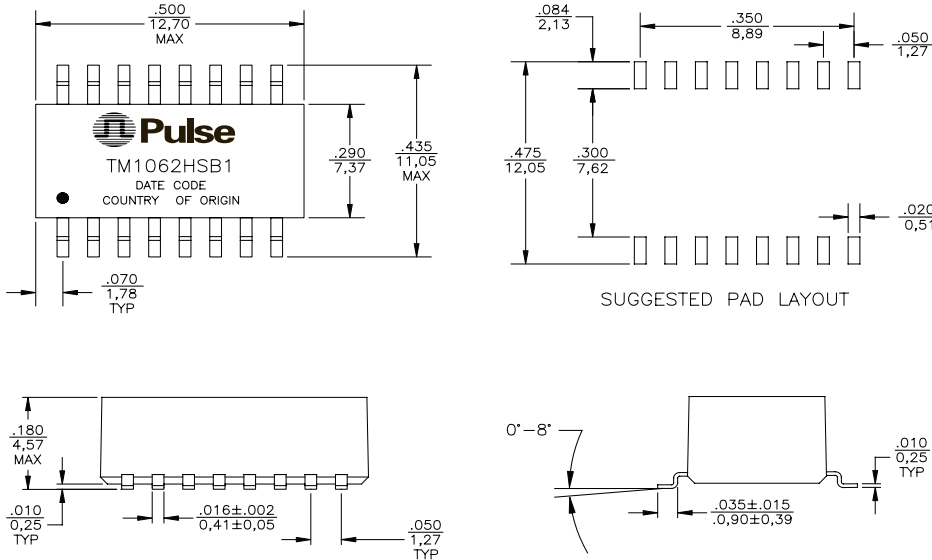 .500
12,70
MAX
Pulse
TM1062HSB1
DATE CODE
COUNTRY OF ORIGIN
.290
7,37
.435
11,05
MAX
.070
1,78
TYP
.084
2,13
.350
8,89
.050
1,27
.475
12,05
.300
7,62
.020
0,51
SUGGESTED PAD LAYOUT
.180
4,57
MAX
.010
0,25
TYP
.016±.002
0,41±0,05
.050
1,27
TYP
0°-8°
.035±.015
.0,90±0,39
.010
0,25
TYP